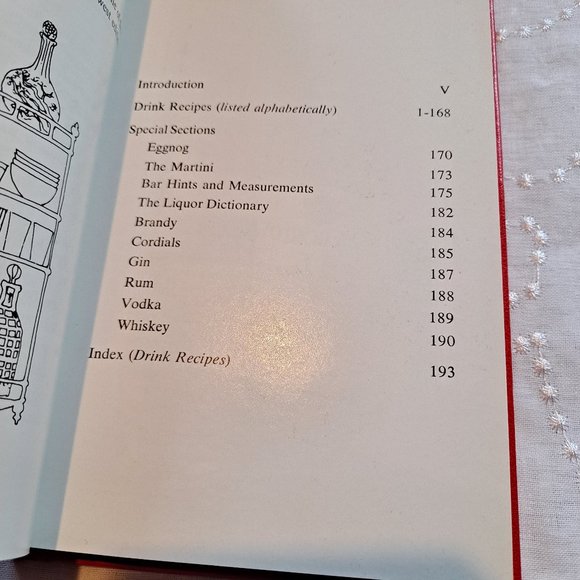 Introduction V
Drink Recipes (listed alphabetically) 1-168
Special Sections
Eggnog 170
The Martini 173
Bar Hints and Measurements 175
The Liquor Dictionary 182
Brandy 184
Cordials 185
Gin 187
Rum 188
Vodka 189
Whiskey 190
Index (Drink Recipes) 193